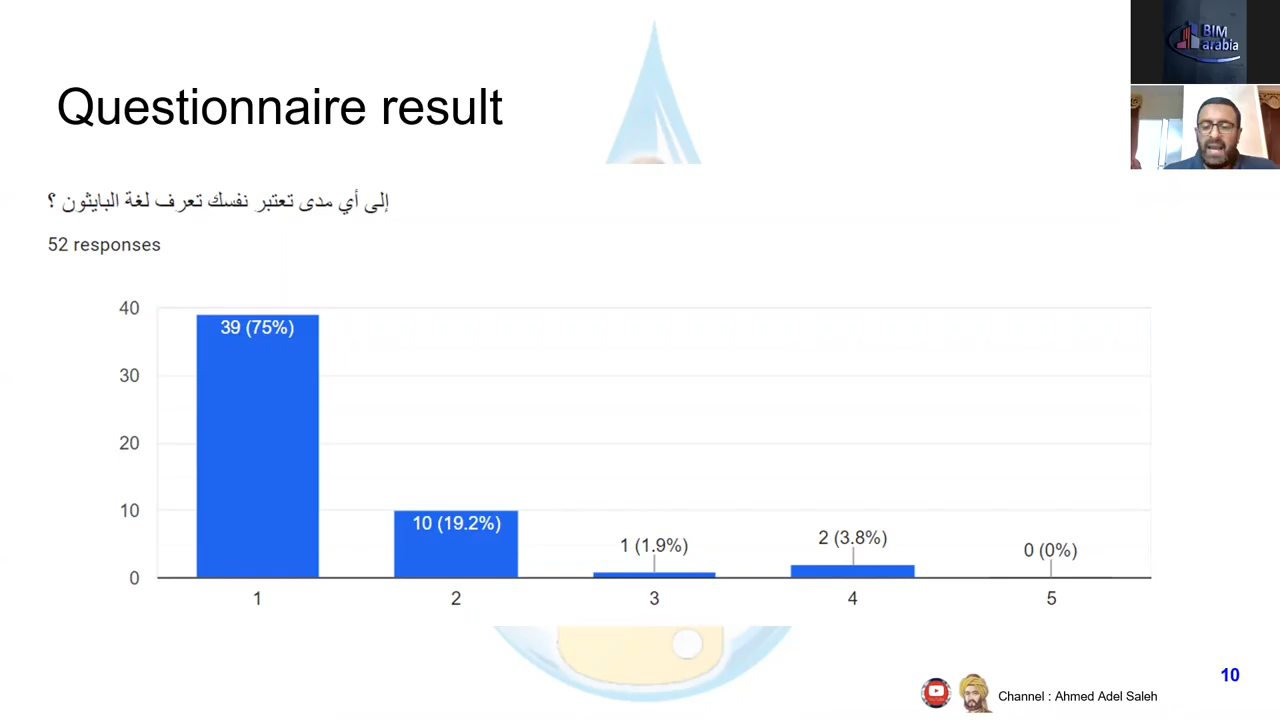 BIM
arabia
Questionnaire result
إلى أي مدى تعتبر نفسك تعرف لغة البايثون ؟
52 responses
40
30
20
10
0
39 (75%)
10 (19.2%)
1 (1.9%)
2 (3.8%)
0 (0%)
1
2
3
4
5
10
Channel : Ahmed Adel Saleh